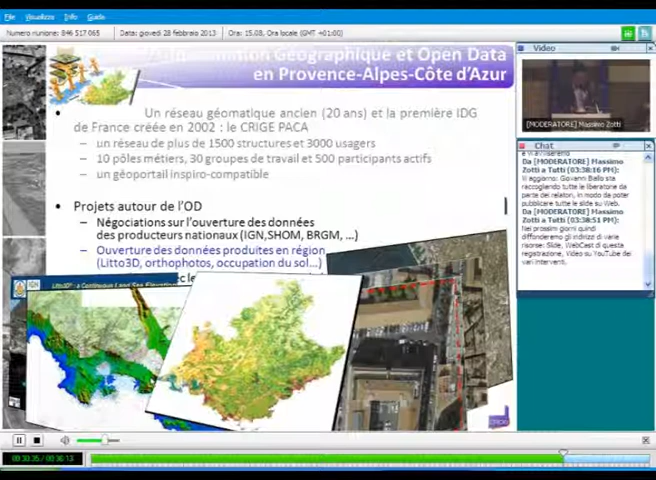 File Visualizza Info Guida
Numero riunione: 846 517 065 Data: giovedì 28 febbraio 2013 Ora: 15.08, Ora locale (GMT +01:00)
Géographique et Open Data
en Provence-Alpes-Côte d'Azur
• Un réseau géomatique ancien (20 ans) et la première IDG
de France créée en 2002 : le CRIGE PACA
– un réseau de plus de 1500 structures et 3000 usagers
– 10 pôles métiers, 30 groupes de travail et 500 participants actifs
– un géoportail inspiro-compatible
• Projets autour de l'OD
– Négociations sur l'ouverture des données
des producteurs nationaux (IGN,SHOM, BRGM, ...)
– Ouverture des données produites en région
(Litto3D, orthophotos, occupation du sol...)
IGN Litto3D : a Continuous Land Sea
Video
[MODERATORE] Massimo Zotti
Chat
Da [MODERATORE] Massimo
Zotti a Tutti (03:38:16 PM)
Vi aggiorno: Giovanni Biallo sta
raccogliendo tutte le liberatorie da
parte dei relatori, in modo da poter
pubblicare tutte le slide su Web.
Da [MODERATORE] Massimo
Zotti a Tutti (03:38:51 PM)
Nei prossimi giorni quindi
diffonderemo gli indirizzi di varie
risorse: Slide, WebCast di questa
registrazione, Video su YouTube dei
vari interventi.